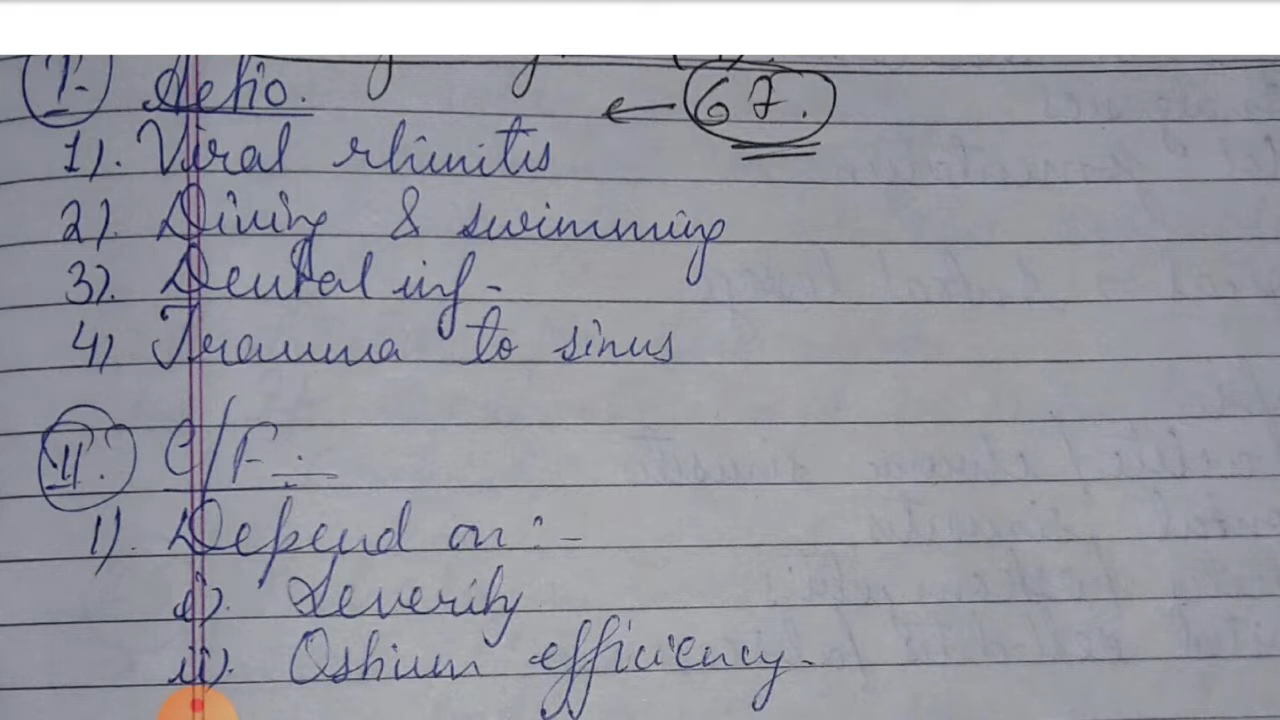 I. Aetio. ← 67.
1). Viral rhinitis
2). Diving & swimming
3). Dental inf -
4) Trauma to sinus
II. C/F :-
1). Depend on :-
i). Severity
ii). Ostium efficiency.